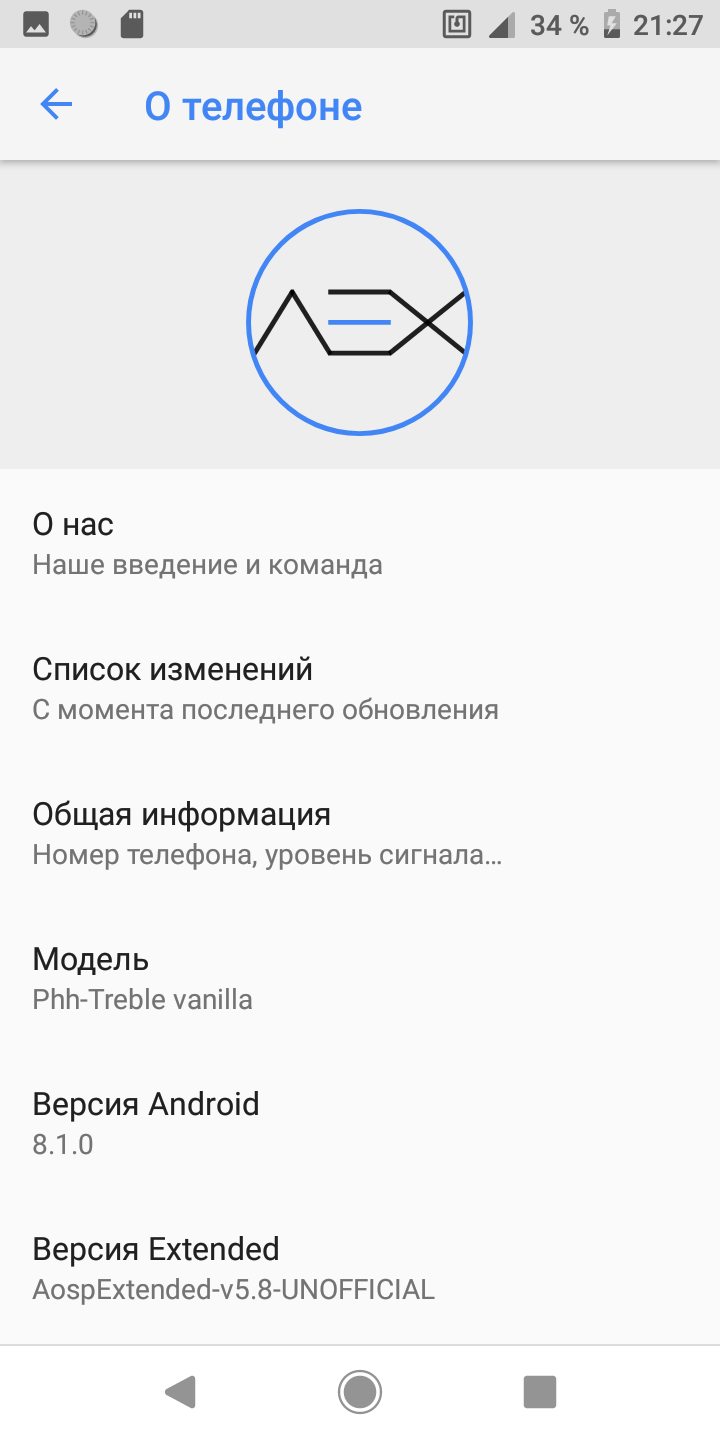 34 % 21:27
О телефоне
О нас
Наше введение и команда
Список изменений
С момента последнего обновления
Общая информация
Номер телефона, уровень сигнала…
Модель
Phh-Treble vanilla
Версия Android
8.1.0
Версия Extended
AospExtended-v5.8-UNOFFICIAL